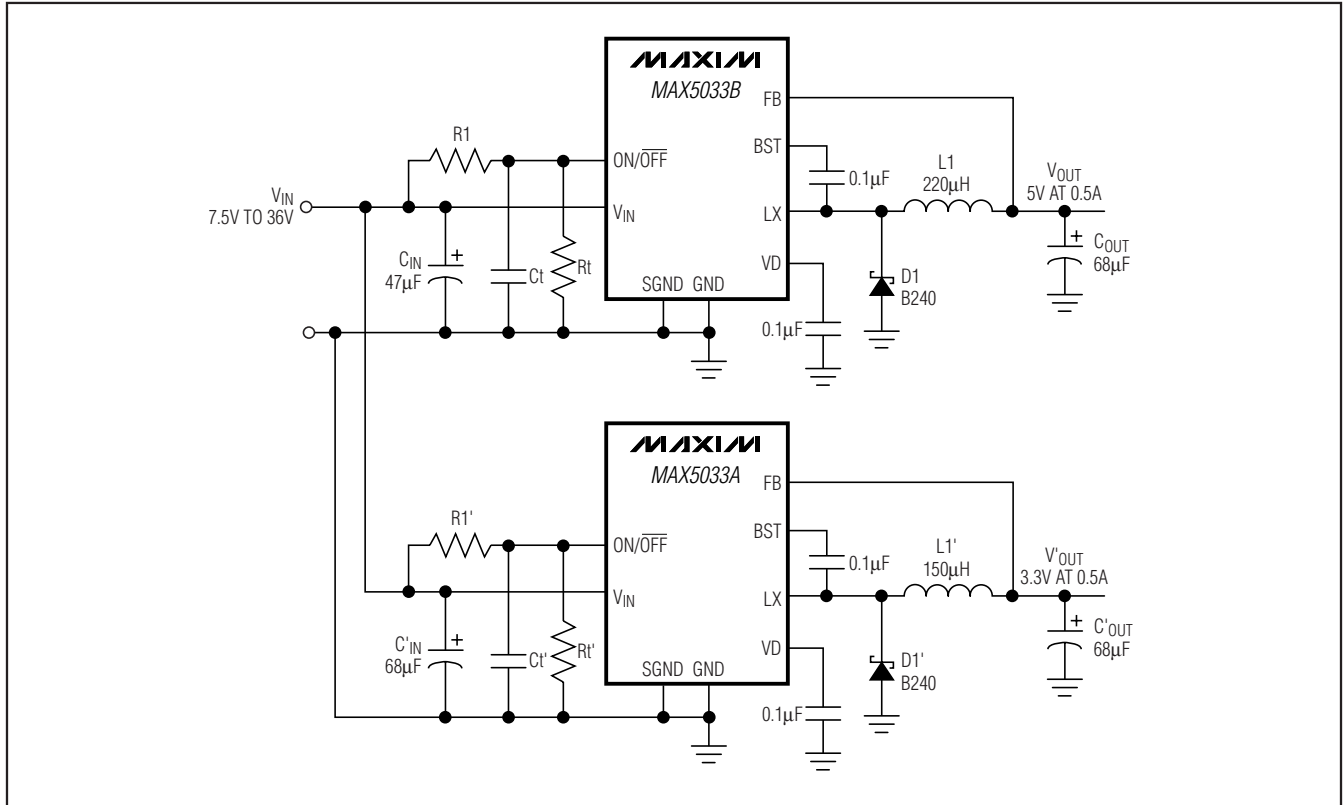 MAXIM
MAX5033B
FB
BST
ON/OFF
R1
0.1μF
L1
220μH
VOUT
5V AT 0.5A
VIN
7.5V TO 36V
VIN
LX
CIN
47μF
+
Ct
Rt
VD
SGND GND
D1
B240
+
COUT
68μF
0.1μF
MAXIM
MAX5033A
FB
BST
ON/OFF
R1'
0.1μF
L1'
150μH
V'OUT
3.3V AT 0.5A
VIN
LX
C'IN
68μF
+
Ct'
Rt'
VD
SGND GND
D1'
B240
+
C'OUT
68μF
0.1μF